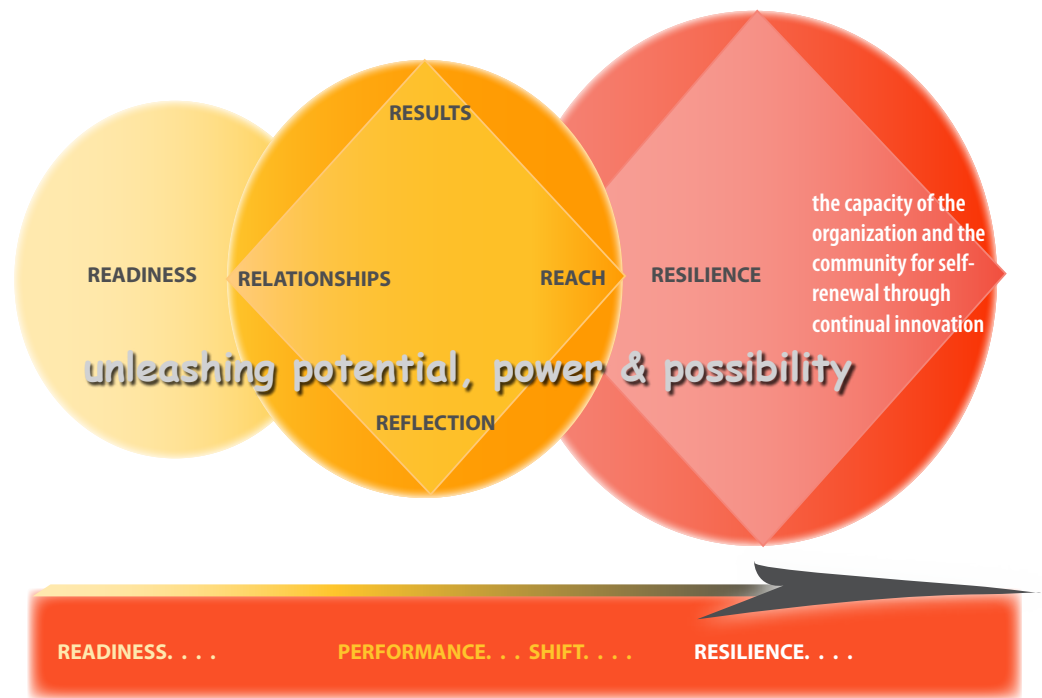 RESULTS
the capacity of the
organization and the
community for self-
renewal through
continual innovation
READINESS
RELATIONSHIPS
REACH
RESILIENCE
unleashing potential, power & possibility
REFLECTION
READINESS. . . .
PERFORMANCE. . . SHIFT. . . .
RESILIENCE. . . .